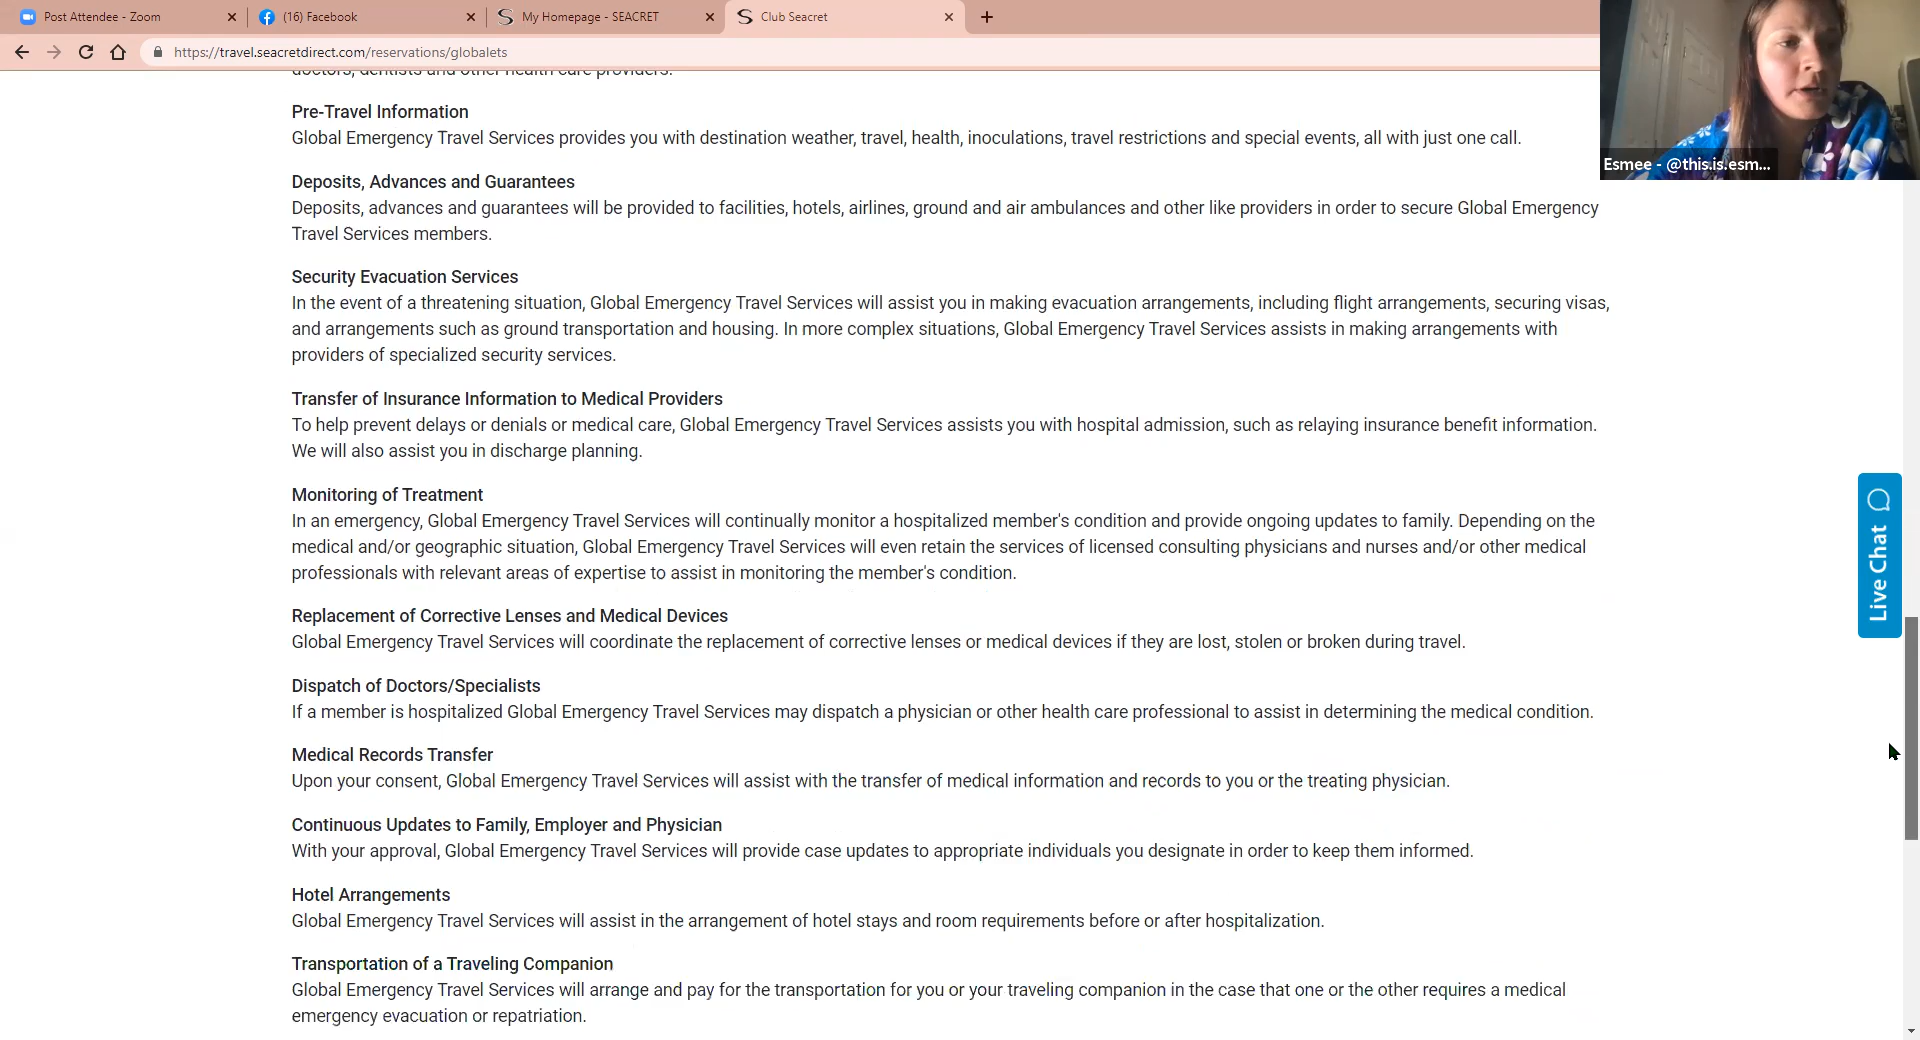 Post Attendee - Zoom
(16) Facebook
My Homepage - SEACRET
Club Seacret
https://travel.seacretdirect.com/reservations/globalets
doctors, dentists and other health care providers.
Esmee - @this.is.esm...
Pre-Travel Information
Global Emergency Travel Services provides you with destination weather, travel, health, inoculations, travel restrictions and special events, all with just one call.
Deposits, Advances and Guarantees
Deposits, advances and guarantees will be provided to facilities, hotels, airlines, ground and air ambulances and other like providers in order to secure Global Emergency
Travel Services members.
Security Evacuation Services
In the event of a threatening situation, Global Emergency Travel Services will assist you in making evacuation arrangements, including flight arrangements, securing visas,
and arrangements such as ground transportation and housing. In more complex situations, Global Emergency Travel Services assists in making arrangements with
providers of specialized security services.
Transfer of Insurance Information to Medical Providers
To help prevent delays or denials or medical care, Global Emergency Travel Services assists you with hospital admission, such as relaying insurance benefit information.
We will also assist you in discharge planning.
Monitoring of Treatment
In an emergency, Global Emergency Travel Services will continually monitor a hospitalized member's condition and provide ongoing updates to family. Depending on the
medical and/or geographic situation, Global Emergency Travel Services will even retain the services of licensed consulting physicians and nurses and/or other medical
professionals with relevant areas of expertise to assist in monitoring the member's condition.
Live Chat
Replacement of Corrective Lenses and Medical Devices
Global Emergency Travel Services will coordinate the replacement of corrective lenses or medical devices if they are lost, stolen or broken during travel.
Dispatch of Doctors/Specialists
If a member is hospitalized Global Emergency Travel Services may dispatch a physician or other health care professional to assist in determining the medical condition.
Medical Records Transfer
Upon your consent, Global Emergency Travel Services will assist with the transfer of medical information and records to you or the treating physician.
Continuous Updates to Family, Employer and Physician
With your approval, Global Emergency Travel Services will provide case updates to appropriate individuals you designate in order to keep them informed.
Hotel Arrangements
Global Emergency Travel Services will assist in the arrangement of hotel stays and room requirements before or after hospitalization.
Transportation of a Traveling Companion
Global Emergency Travel Services will arrange and pay for the transportation for you or your traveling companion in the case that one or the other requires a medical
emergency evacuation or repatriation.